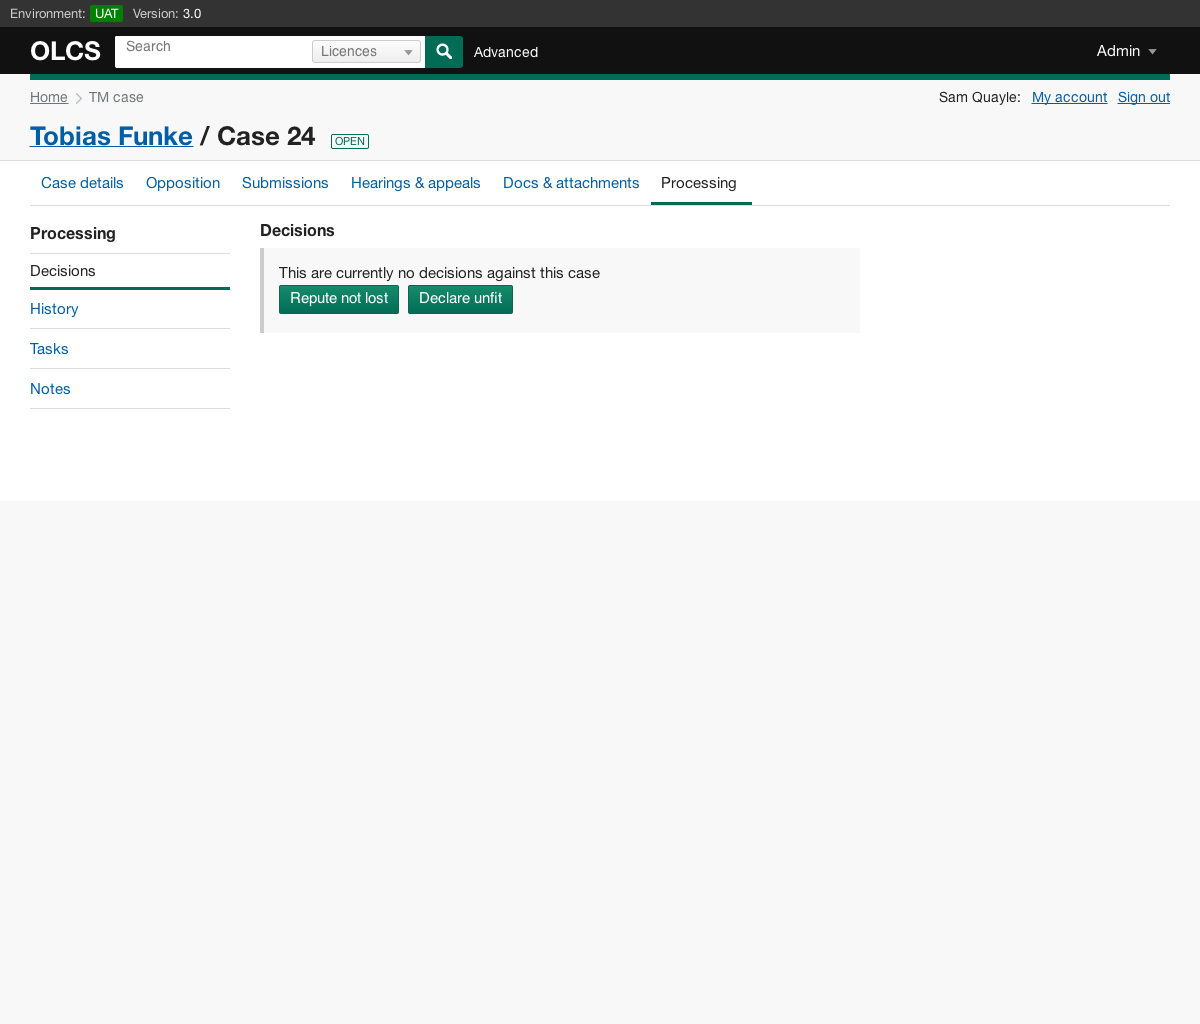 Environment: UAT Version: 3.0
OLCS Search Licences Advanced Admin
Home TM case Sam Quayle: My account Sign out
Tobias Funke / Case 24 OPEN
Case details Opposition Submissions Hearings & appeals Docs & attachments Processing
Processing
Decisions
History
Tasks
Notes
Decisions
This are currently no decisions against this case
Repute not lost Declare unfit